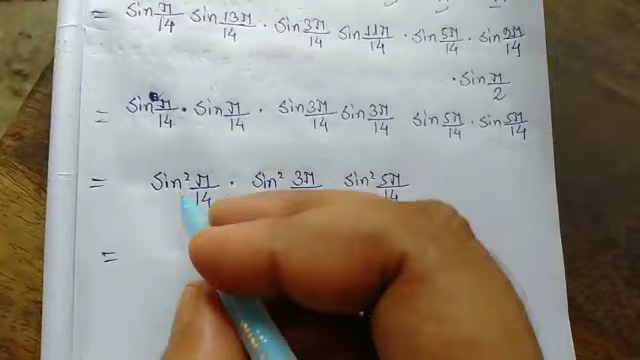 = sin π/14 sin 13π/14 · sin 3π/14 sin 11π/14 · sin 5π/14 · sin 9π/14
· sin π/2
= sin π/14 · sin π/14 · sin 3π/14 sin 3π/14 sin 5π/14 · sin 5π/14
= sin² π/14 · sin² 3π sin² 5π/14
=